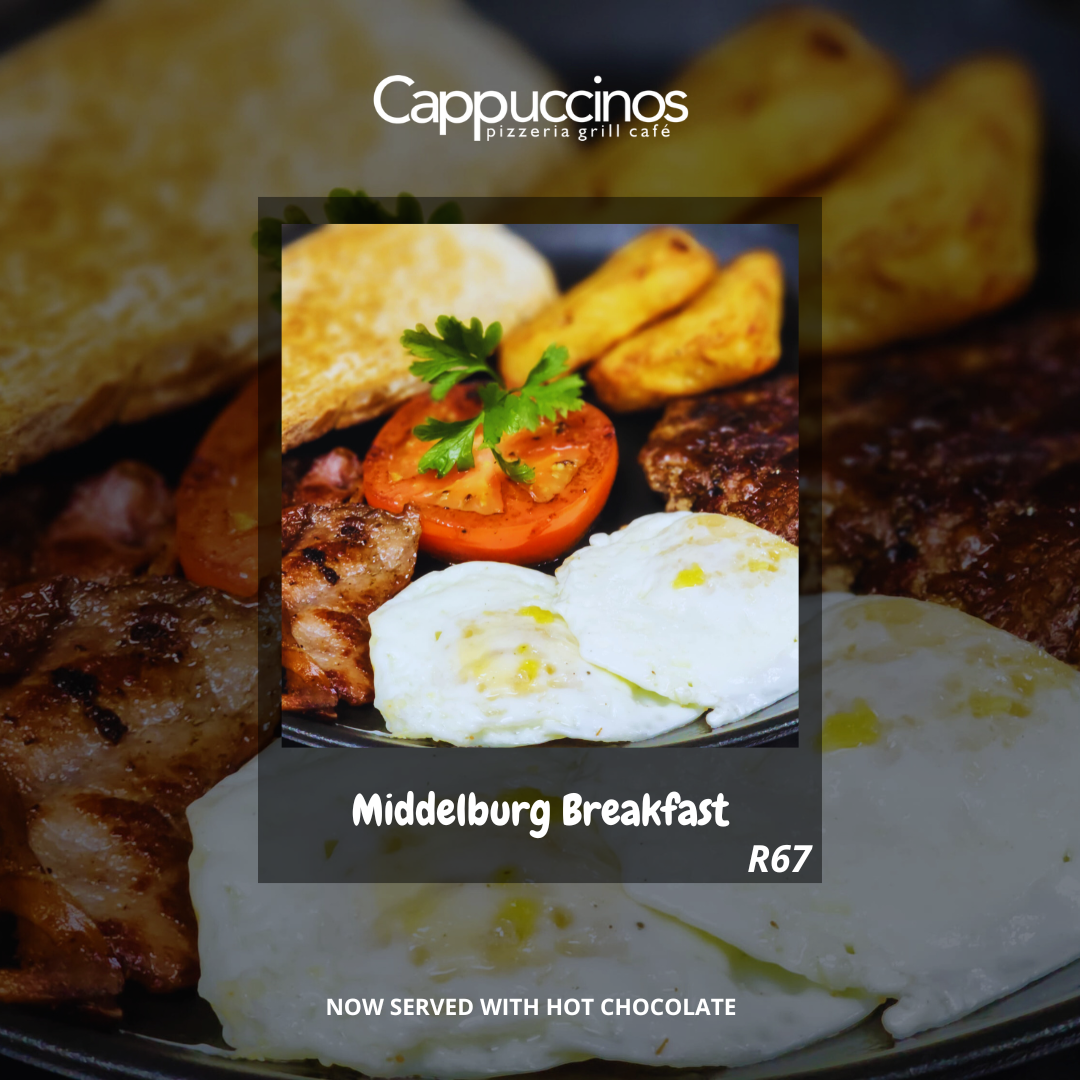 Cappuccinos
pizzeria grill café
Middelburg Breakfast
R67
NOW SERVED WITH HOT CHOCOLATE